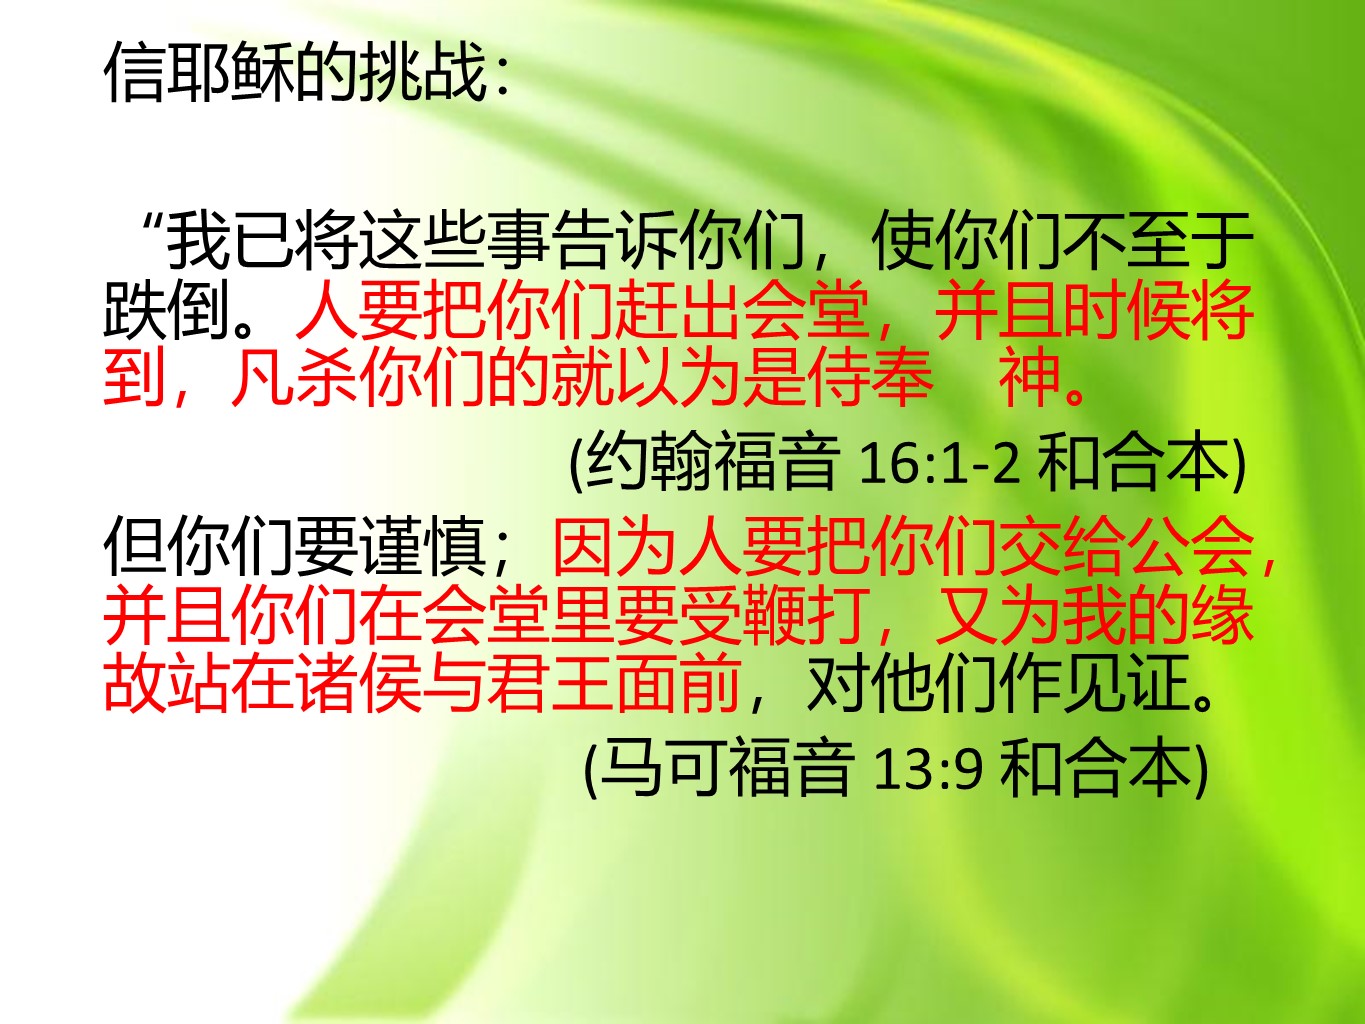 信耶稣的挑战：
“我已将这些事告诉你们，使你们不至于
跌倒。人要把你们赶出会堂，并且时候将
到，凡杀你们的就以为是侍奉　神。
(约翰福音 16:1-2 和合本)
但你们要谨慎；因为人要把你们交给公会，
并且你们在会堂里要受鞭打，又为我的缘
故站在诸侯与君王面前，对他们作见证。
(马可福音 13:9 和合本)